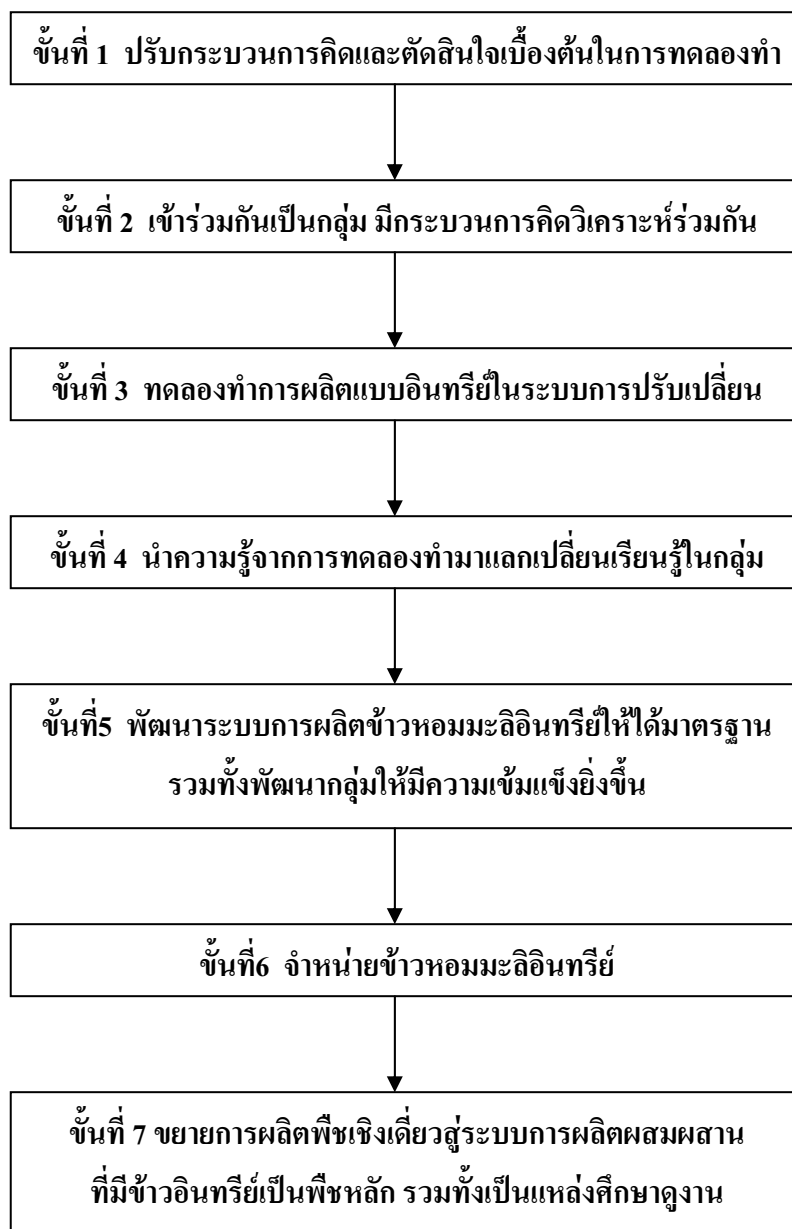 ขั้นที่ 1 ปรับกระบวนการคิดและตัดสินใจเบื้องต้นในการทดลองทำ
ขั้นที่ 2 เข้าร่วมกันเป็นกลุ่ม มีกระบวนการคิดวิเคราะห์ร่วมกัน
ขั้นที่ 3 ทดลองทำการผลิตแบบอินทรีย์ในระบบการปรับเปลี่ยน
ขั้นที่ 4 นำความรู้จากการทดลองทำมาแลกเปลี่ยนเรียนรู้ในกลุ่ม
ขั้นที่5 พัฒนาระบบการผลิตข้าวหอมมะลิอินทรีย์ให้ได้มาตรฐาน
รวมทั้งพัฒนากลุ่มให้มีความเข้มแข็งยิ่งขึ้น
ขั้นที่6 จำหน่ายข้าวหอมมะลิอินทรีย์
ขั้นที่ 7 ขยายการผลิตพืชเชิงเดี่ยวสู่ระบบการผลิตผสมผสาน
ที่มีข้าวอินทรีย์เป็นพืชหลัก รวมทั้งเป็นแหล่งศึกษาดูงาน